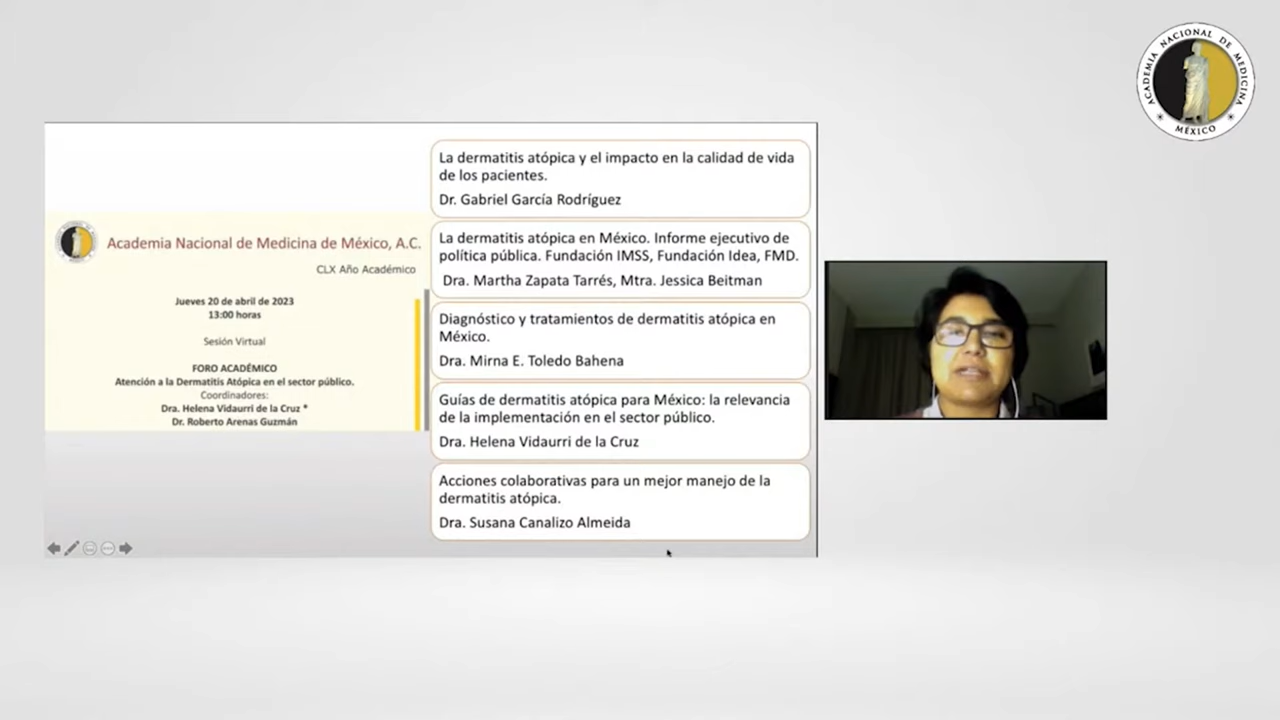 ACADEMIA NACIONAL DE MEDICINA
MÉXICO
Academia Nacional de Medicina de México, A.C.
CLX Año Académico
Jueves 20 de abril de 2023
13:00 horas
Sesión Virtual
FORO ACADÉMICO
Atención a la Dermatitis Atópica en el sector público.
Coordinadores:
Dra. Helena Vidaurri de la Cruz *
Dr. Roberto Arenas Guzmán
La dermatitis atópica y el impacto en la calidad de vida
de los pacientes.
Dr. Gabriel García Rodríguez
La dermatitis atópica en México. Informe ejecutivo de
política pública. Fundación IMSS, Fundación Idea, FMD.
Dra. Martha Zapata Tarrés, Mtra. Jessica Beitman
Diagnóstico y tratamientos de dermatitis atópica en
México.
Dra. Mirna E. Toledo Bahena
Guías de dermatitis atópica para México: la relevancia
de la implementación en el sector público.
Dra. Helena Vidaurri de la Cruz
Acciones colaborativas para un mejor manejo de la
dermatitis atópica.
Dra. Susana Canalizo Almeida